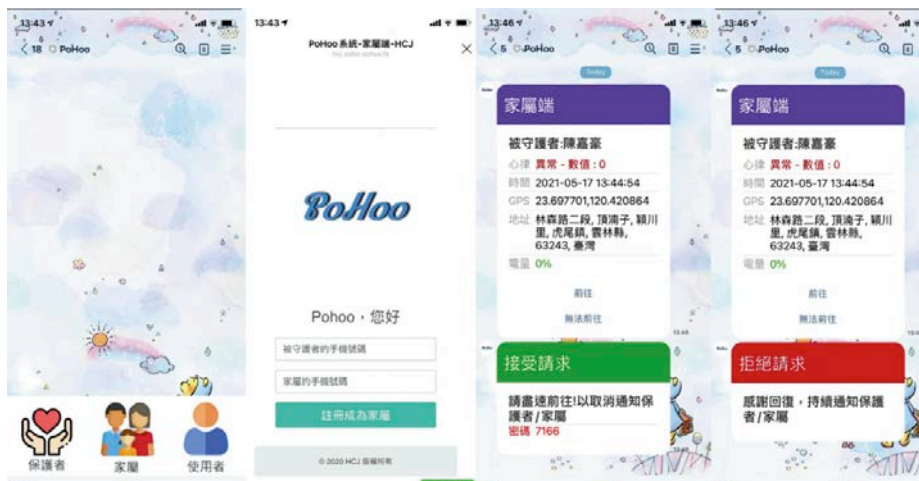 13:43
18 PoHoo
保護者
家屬
使用者
13:43
PoHoo 系統-家屬端-HCJ
PoHoo
Pohoo，您好
被守護者的手機號碼
家屬的手機號碼
註冊成為家屬
© 2020 HCJ 版權所有
13:46
5 PoHoo
Today
家屬端
被守護者:陳嘉豪
心律 異常 - 數值 : 0
時間 2021-05-17 13:44:54
GPS 23.697701,120.420864
地址 林森路二段, 頂湳子, 穎川
里, 虎尾鎮, 雲林縣,
63243, 臺灣
電量 0%
前往
無法前往
接受請求
請盡速前往!以取消通知保
護者/家屬
密碼 7166
13:46
5 PoHoo
Today
家屬端
被守護者:陳嘉豪
心律 異常 - 數值 : 0
時間 2021-05-17 13:44:54
GPS 23.697701,120.420864
地址 林森路二段, 頂湳子, 穎川
里, 虎尾鎮, 雲林縣,
63243, 臺灣
電量 0%
前往
無法前往
拒絕請求
感謝回復，持續通知保護
者/家屬